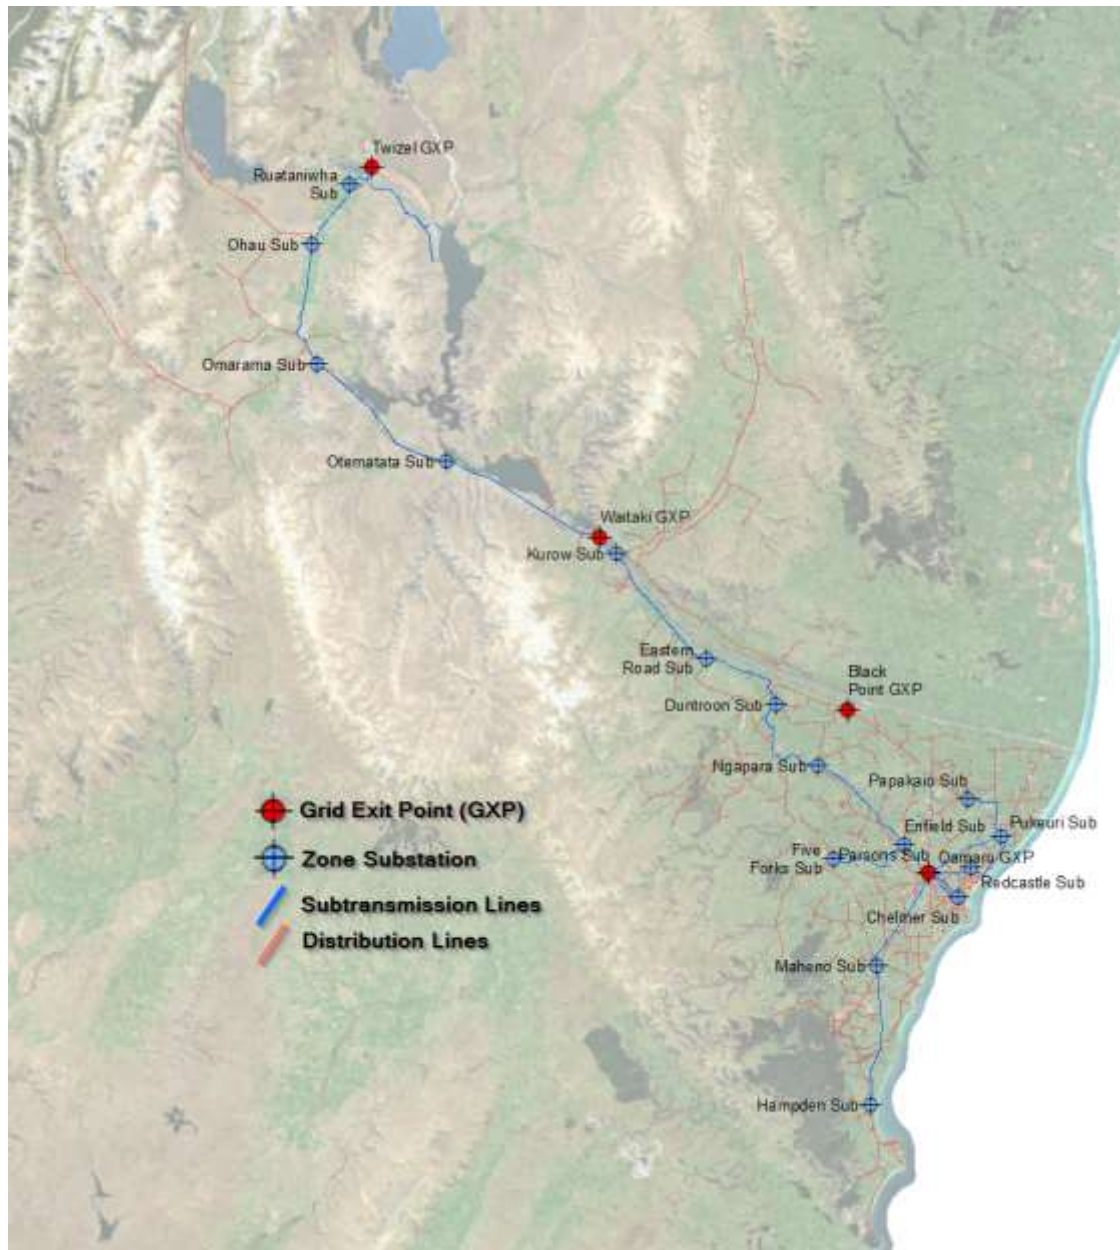 Twizel GXP
Ruataniwha
Sub
Ohau Sub
Omarama Sub
Otematata Sub
Waitaki GXP
Kurow Sub
Eastern
Road Sub
Black
Point GXP
Duntroon Sub
Ngapara Sub
Papakaio Sub
Pukeuri Sub
Enfield Sub
Five
Forks Sub
Parsons Sub
Oamaru GXP
Redcastle Sub
Chelmer Sub
Maheno Sub
Hampden Sub
Grid Exit Point (GXP)
Zone Substation
Subtransmission Lines
Distribution Lines